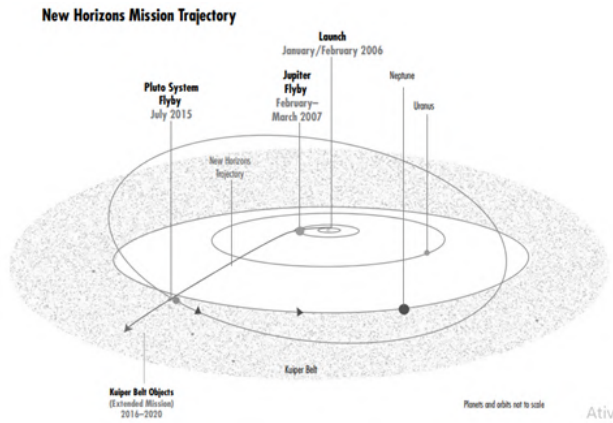 New Horizons Mission Trajectory
Launch
January/February 2006
Neptune
Jupiter
Flyby
February–
March 2007
Pluto System
Flyby
July 2015
Uranus
New Horizons
Trajectory
Kuiper Belt
Kuiper Belt Objects
(Extended Mission)
2016–2020
Planets and orbits not to scale
Ativ